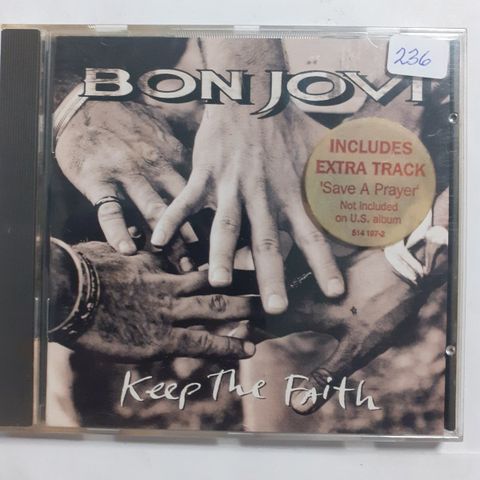 236
BON JOVI
INCLUDES
EXTRA TRACK
'Save A Prayer'
Not Included
on U.S. album
514 197-2
Keep The Faith